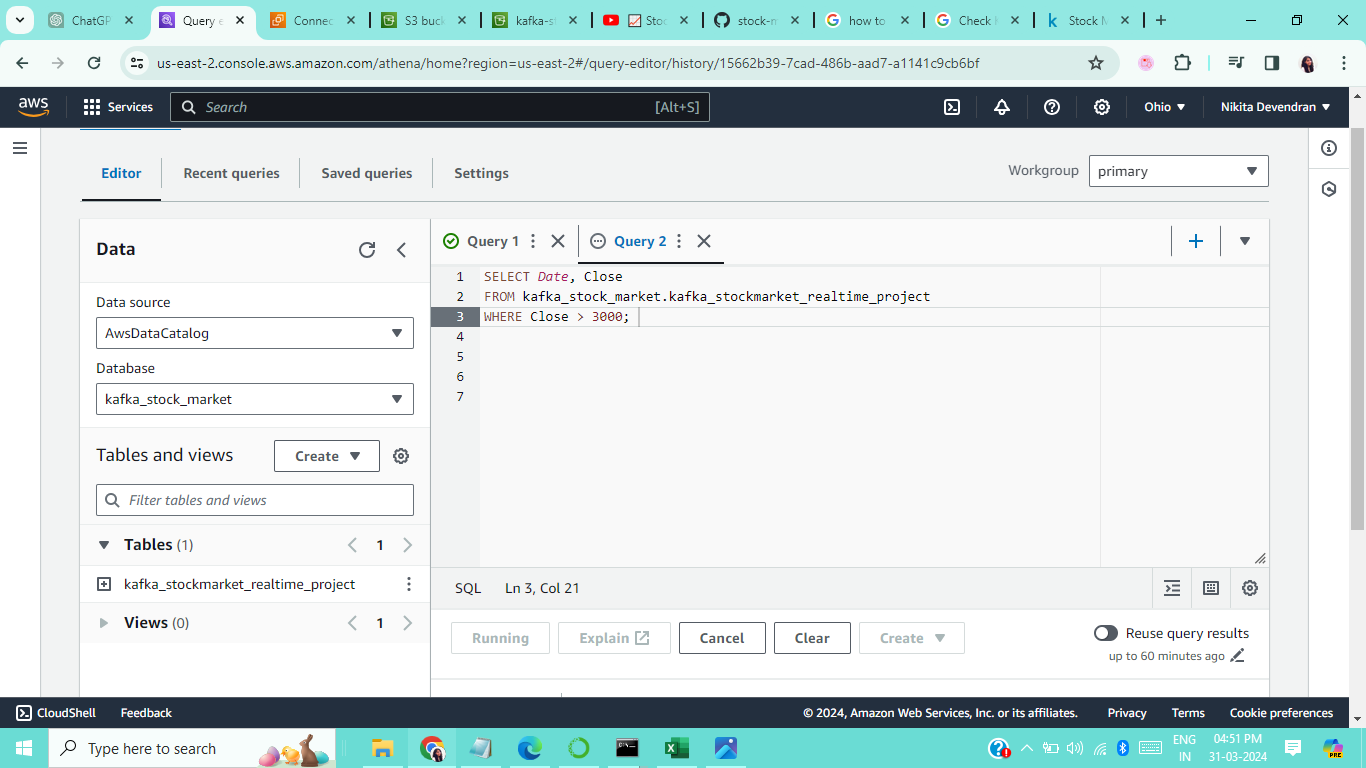 ChatGP
Query e
Connec
S3 buc
kafka-s
Stoc
stock-m
how to
Check
Stock M
us-east-2.console.aws.amazon.com/athena/home?region=us-east-2#/query-editor/history/15662b39-7cad-486b-aad7-a1141c9cb6bf
aws
Services
Search
[Alt+S]
Ohio
Nikita Devendran
Editor
Recent queries
Saved queries
Settings
Workgroup
primary
Data
Data source
AwsDataCatalog
Database
kafka_stock_market
Tables and views
Create
Filter tables and views
Tables (1)
1
kafka_stockmarket_realtime_project
Views (0)
1
Query 1
Query 2
1 SELECT Date, Close
2 FROM kafka_stock_market.kafka_stockmarket_realtime_project
3 WHERE Close > 3000;
4
5
6
7
SQL
Ln 3, Col 21
Running
Explain
Cancel
Clear
Create
Reuse query results
up to 60 minutes ago
CloudShell
Feedback
© 2024, Amazon Web Services, Inc. or its affiliates.
Privacy
Terms
Cookie preferences
Type here to search
ENG
IN
04:51 PM
31-03-2024
PRE